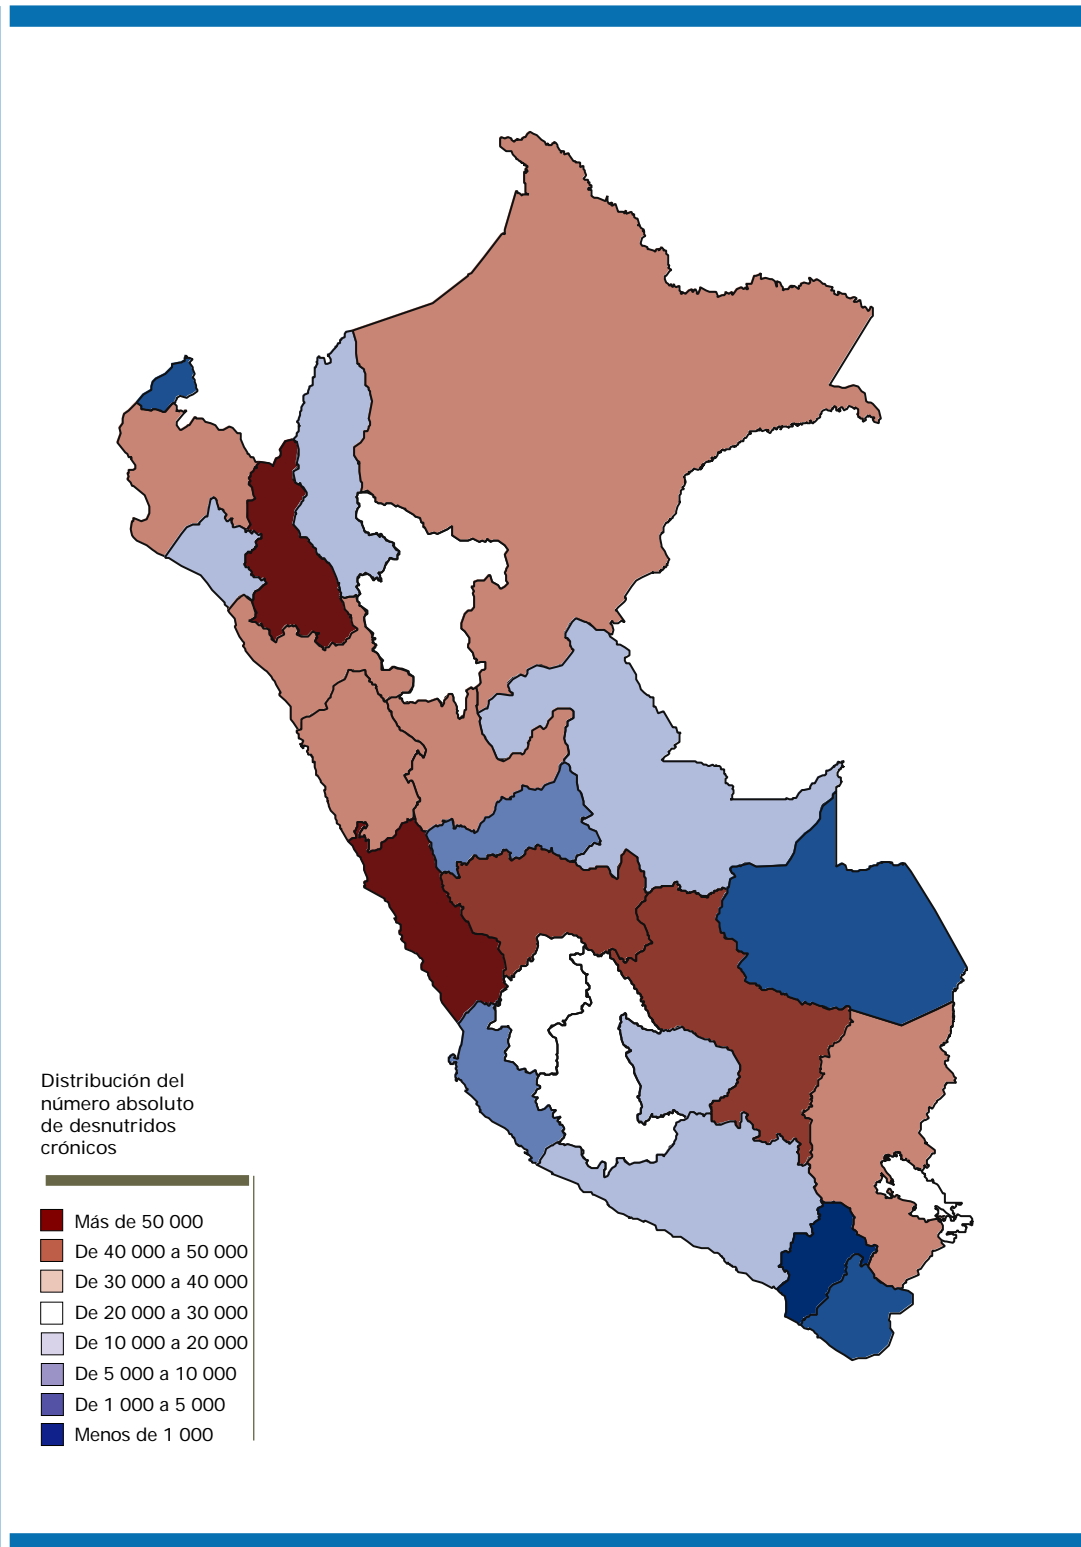 Distribución del
número absoluto
de desnutridos
crónicos
Más de 50 000
De 40 000 a 50 000
De 30 000 a 40 000
De 20 000 a 30 000
De 10 000 a 20 000
De 5 000 a 10 000
De 1 000 a 5 000
Menos de 1 000